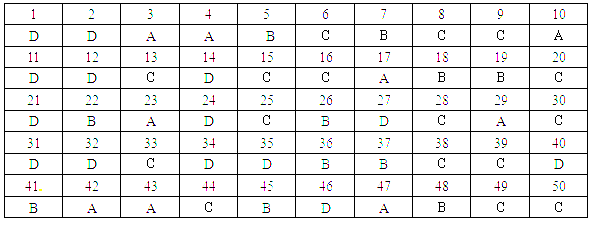 1 2 3 4 5 6 7 8 9 10
D D A A B C B C C A
11 12 13 14 15 16 17 18 19 20
D D C D C C A B B C
21 22 23 24 25 26 27 28 29 30
D B A D C B D C A C
31 32 33 34 35 36 37 38 39 40
D D C D D B B C C D
41. 42 43 44 45 46 47 48 49 50
B A A C B D A B C C